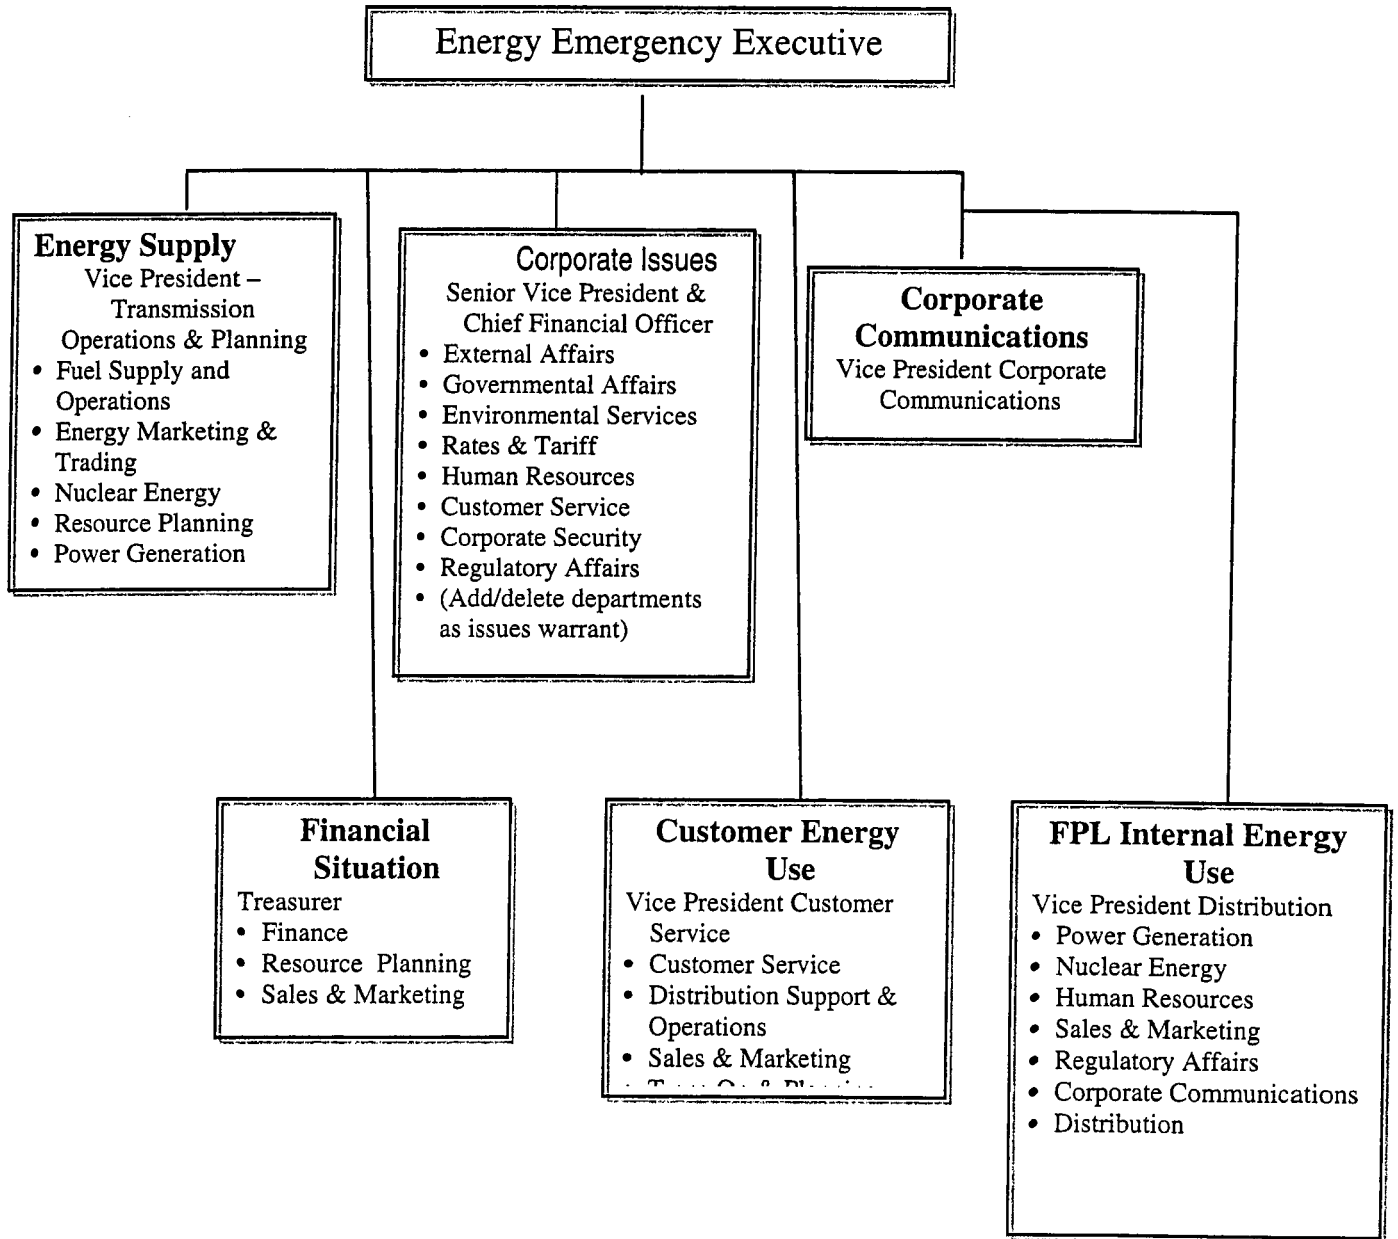 Energy Emergency Executive
Energy Supply
Vice President –
Transmission
Operations & Planning
• Fuel Supply and
Operations
• Energy Marketing &
Trading
• Nuclear Energy
• Resource Planning
• Power Generation
Corporate Issues
Senior Vice President &
Chief Financial Officer
• External Affairs
• Governmental Affairs
• Environmental Services
• Rates & Tariff
• Human Resources
• Customer Service
• Corporate Security
• Regulatory Affairs
• (Add/delete departments
as issues warrant)
Corporate
Communications
Vice President Corporate
Communications
Financial
Situation
Treasurer
• Finance
• Resource Planning
• Sales & Marketing
Customer Energy
Use
Vice President Customer
Service
• Customer Service
• Distribution Support &
Operations
• Sales & Marketing
FPL Internal Energy
Use
Vice President Distribution
• Power Generation
• Nuclear Energy
• Human Resources
• Sales & Marketing
• Regulatory Affairs
• Corporate Communications
• Distribution